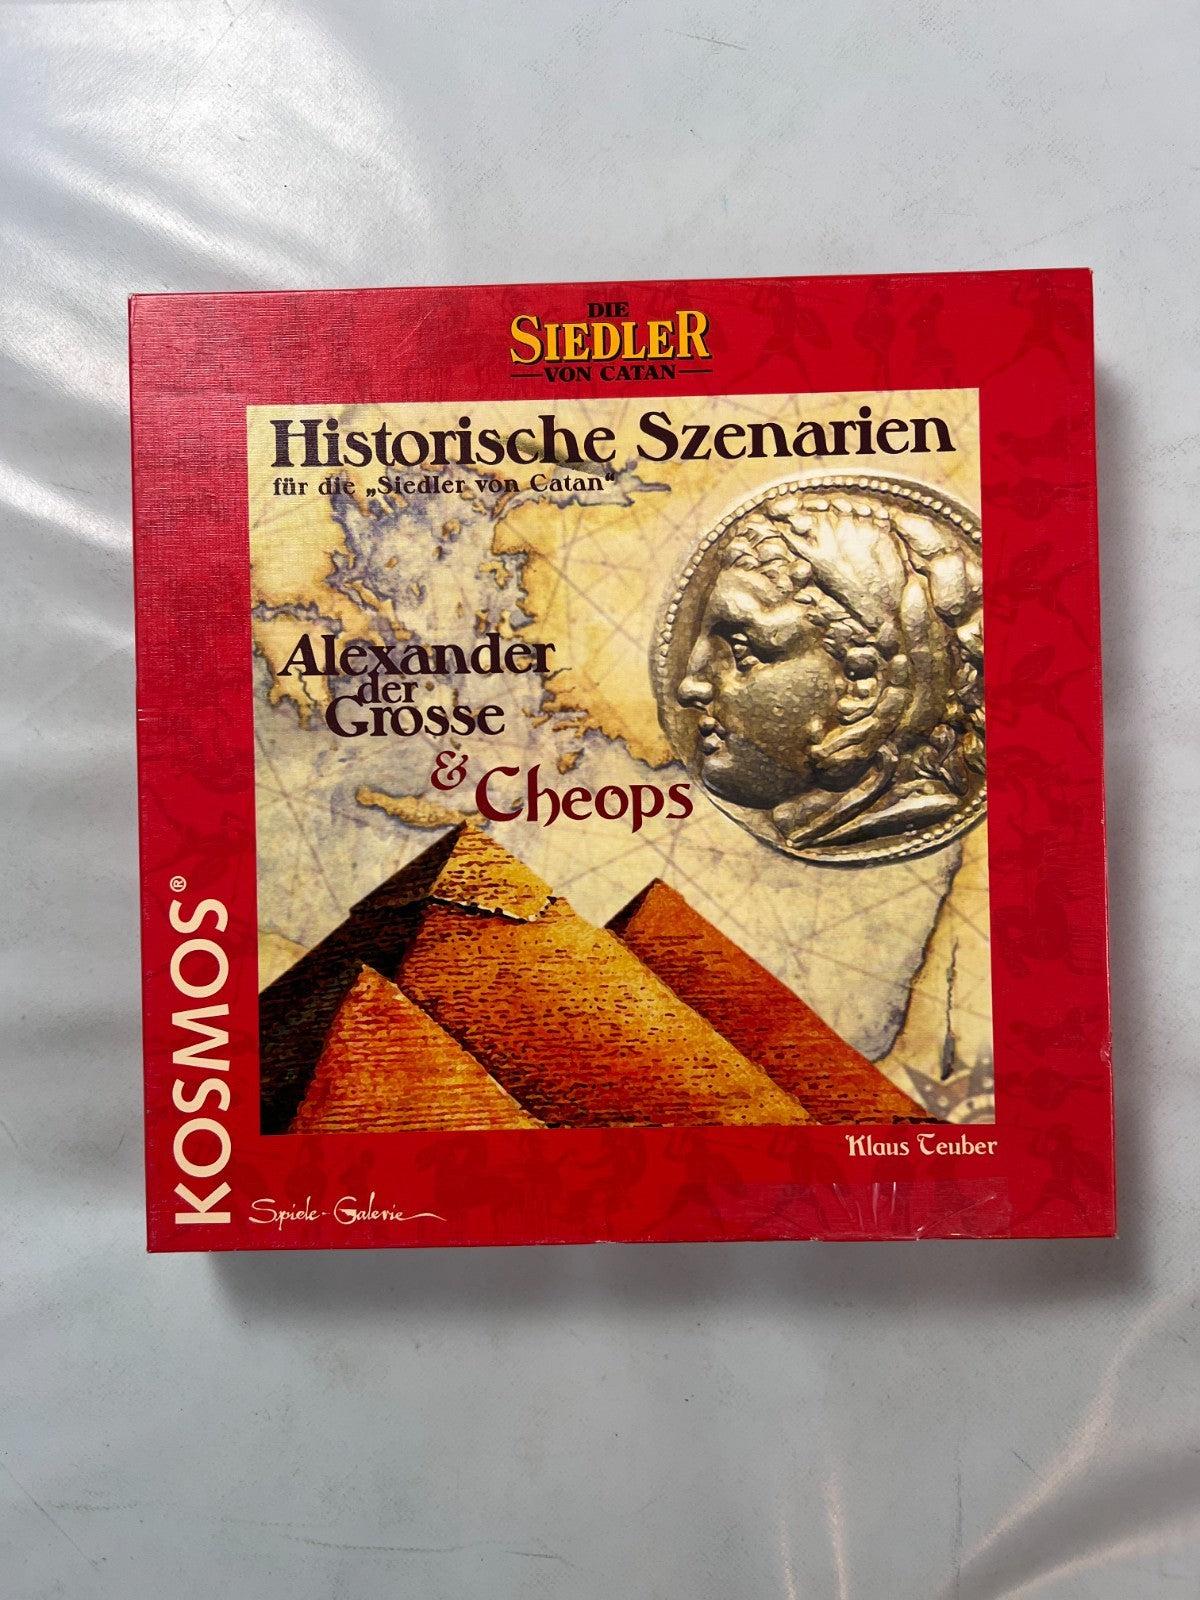 DIE
SIEDLER
VON CATAN
Historische Szenarien
für die „Siedler von Catan“
Alexander
der
Grosse
& Cheops
KOSMOS®
Klaus Teuber
Spiele-Galerie